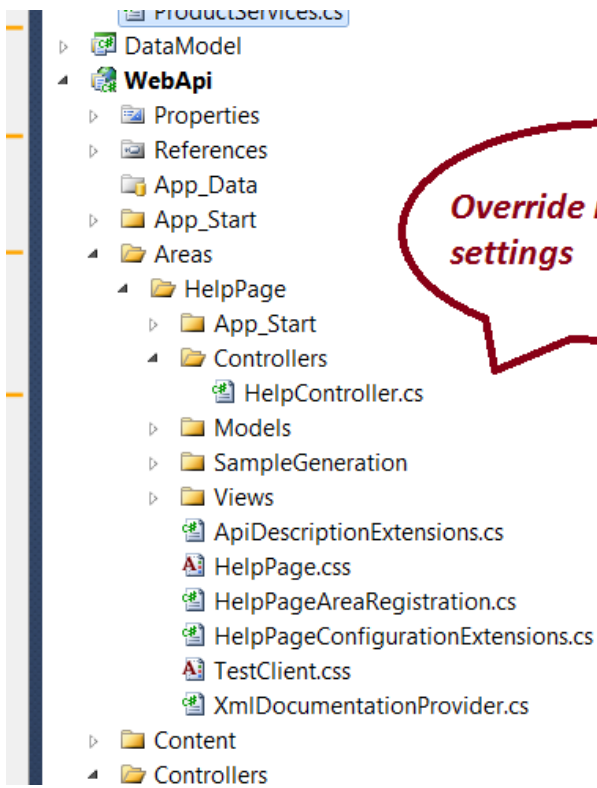 ProductServices.cs
DataModel
WebApi
Properties
References
App_Data
App_Start
Areas
HelpPage
App_Start
Controllers
HelpController.cs
Models
SampleGeneration
Views
ApiDescriptionExtensions.cs
HelpPage.css
HelpPageAreaRegistration.cs
HelpPageConfigurationExtensions.cs
TestClient.css
XmlDocumentationProvider.cs
Content
Controllers
Override
settings